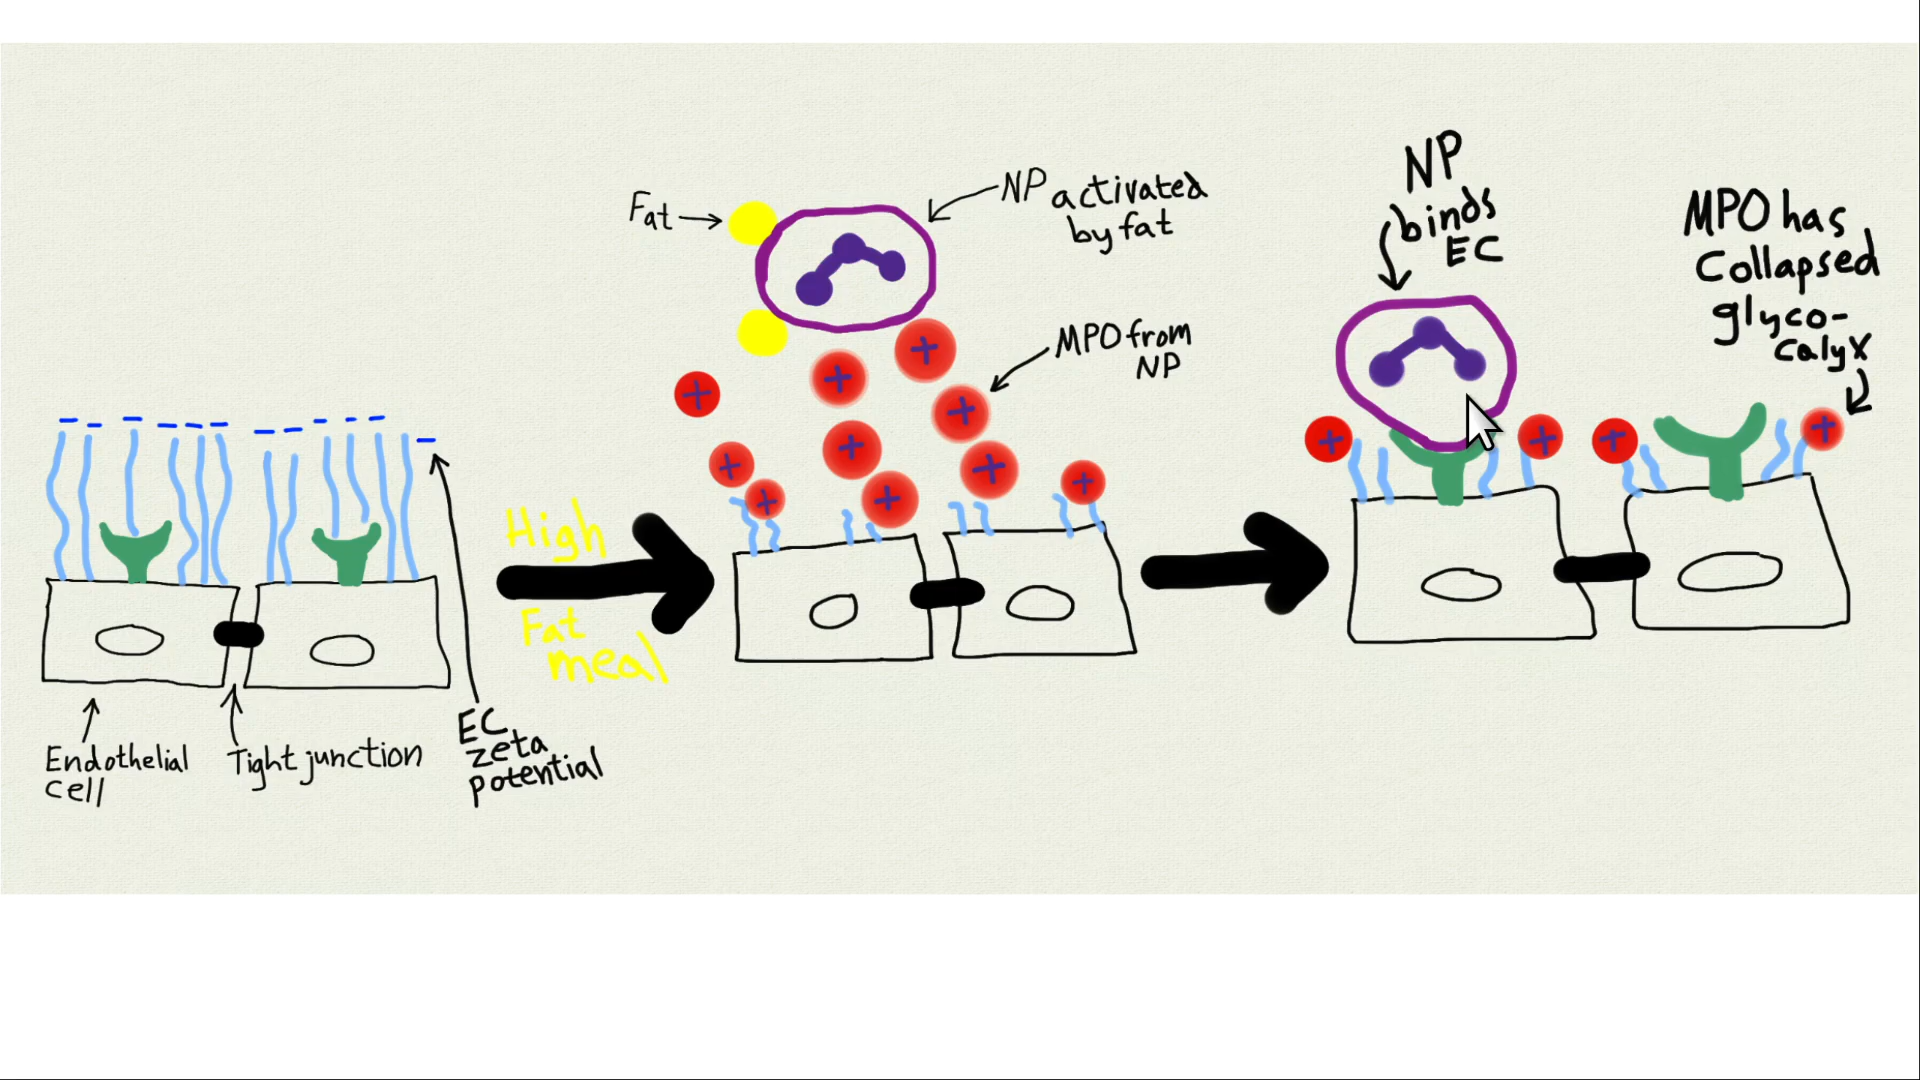 Endothelial
cell
Tight junction
EC
zeta
potential
High
Fat
meal
Fat
NP activated
by fat
MPO from
NP
NP
binds
EC
MPO has
Collapsed
glyco-
calyx